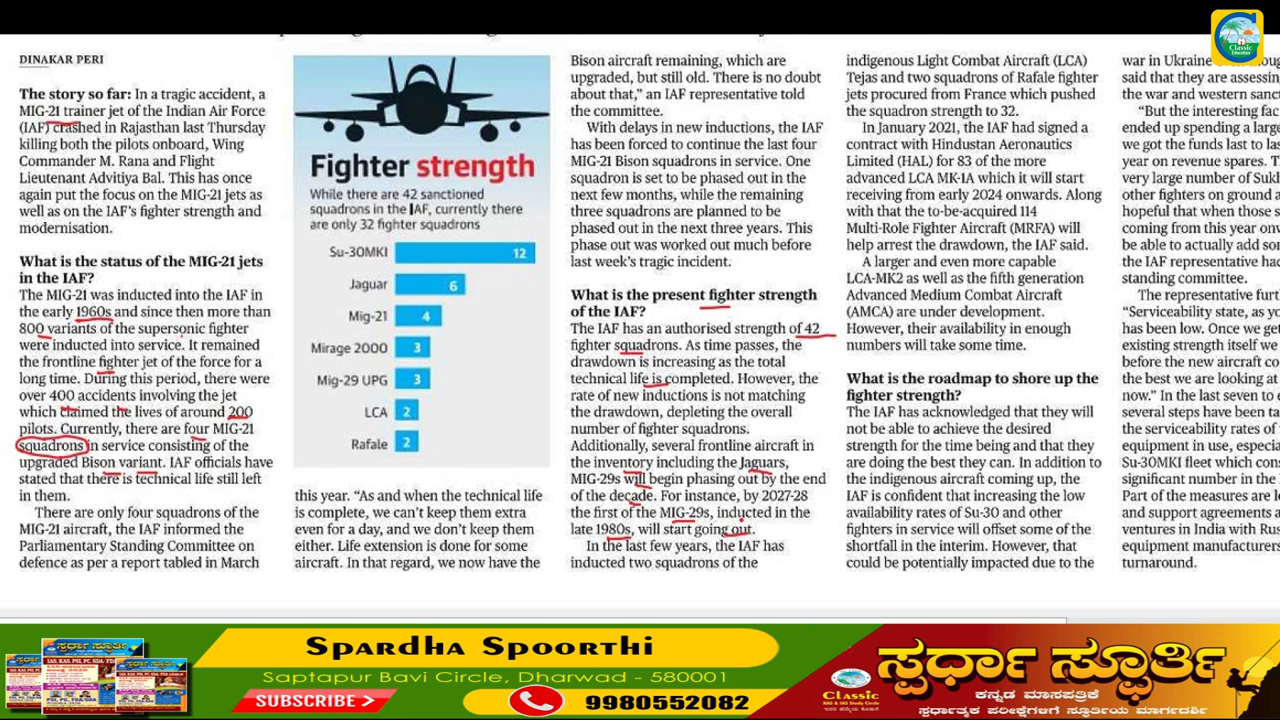 DINAKAR PERI
The story so far: In a tragic accident, a
MIG-21 trainer jet of the Indian Air Force
(IAF) crashed in Rajasthan last Thursday
killing both the pilots onboard, Wing
Commander M. Rana and Flight
Lieutenant Advitiya Bal. This has once
again put the focus on the MIG-21 jets as
well as on the IAF's fighter strength and
modernisation.
What is the status of the MIG-21 jets
in the IAF?
The MIG-21 was inducted into the IAF in
the early 1960s and since then more than
800 variants of the supersonic fighter
were inducted into service. It remained
the frontline fighter jet of the force for a
long time. During this period, there were
over 400 accidents involving the jet
which claimed the lives of around 200
pilots. Currently, there are four MIG-21
squadrons in service consisting of the
upgraded Bison variant. IAF officials have
stated that there is technical life still left
in them.
There are only four squadrons of the
MIG-21 aircraft, the IAF informed the
Parliamentary Standing Committee on
defence as per a report tabled in March
Fighter strength
While there are 42 sanctioned
squadrons in the IAF, currently there
are only 32 fighter squadrons
Su-30MKI 12
Jaguar 6
Mig-21 4
Mirage 2000 3
Mig-29 UPG 3
LCA 2
Rafale 2
this year. "As and when the technical life
is complete, we can't keep them extra
even for a day, and we don't keep them
either. Life extension is done for some
aircraft. In that regard, we now have the
Bison aircraft remaining, which are
upgraded, but still old. There is no doubt
about that," an IAF representative told
the committee.
With delays in new inductions, the IAF
has been forced to continue the last four
MIG-21 Bison squadrons in service. One
squadron is set to be phased out in the
next few months, while the remaining
three squadrons are planned to be
phased out in the next three years. This
phase out was worked out much before
last week's tragic incident.
What is the present fighter strength
of the IAF?
The IAF has an authorised strength of 42
fighter squadrons. As time passes, the
drawdown is increasing as the total
technical life is completed. However, the
rate of new inductions is not matching
the drawdown, depleting the overall
number of fighter squadrons.
Additionally, several frontline aircraft in
the inventory including the Jaguars,
MIG-29s will begin phasing out by the end
of the decade. For instance, by 2027-28
the first of the MIG-29s, inducted in the
late 1980s, will start going out.
In the last few years, the IAF has
inducted two squadrons of the
indigenous Light Combat Aircraft (LCA)
Tejas and two squadrons of Rafale fighter
jets procured from France which pushed
the squadron strength to 32.
In January 2021, the IAF had signed a
contract with Hindustan Aeronautics
Limited (HAL) for 83 of the more
advanced LCA MK-1A which it will start
receiving from early 2024 onwards. Along
with that the to-be-acquired 114
Multi-Role Fighter Aircraft (MRFA) will
help arrest the drawdown, the IAF said.
A larger and even more capable
LCA-MK2 as well as the fifth generation
Advanced Medium Combat Aircraft
(AMCA) are under development.
However, their availability in enough
numbers will take some time.
What is the roadmap to shore up the
fighter strength?
The IAF has acknowledged that they will
not be able to achieve the desired
strength for the time being and that they
are doing the best they can. In addition to
the indigenous aircraft coming up, the
IAF is confident that increasing the low
availability rates of Su-30 and other
fighters in service will offset some of the
shortfall in the interim. However, that
could be potentially impacted due to the
war in Ukraine
said that they are assessin
the war and western sanct
"But the interesting fac
ended up spending a large
we got the funds last to las
year on revenue spares. T
very large number of Sukh
other fighters on ground a
hopeful that when those s
coming from this year onw
be able to actually add so
the IAF representative had
standing committee.
The representative furt
"Serviceability state, as yo
has been low. Once we get
existing strength itself we
before the new aircraft co
the best we are looking at
now." In the last seven to e
several steps have been ta
the serviceability rates of
equipment in use, especia
Su-30MKI fleet which cons
significant number in the I
Part of the measures are lo
and support agreements a
ventures in India with Rus
equipment manufacturers
turnaround.
Classic
Education
Spardha Spoorthi
Saptapur Bavi Circle, Dharwad - 580001
SUBSCRIBE
9980552082
Classic
IAS & KAS Study Circle
ಸ್ಪರ್ಧಾ ಸ್ಫೂರ್ತಿ
ಕನ್ನಡ ಮಾಸಪತ್ರಿಕೆ
ಸ್ಪರ್ಧಾತ್ಮಕ ಪರೀಕ್ಷೆಗಳಿಗೆ ಸ್ಫೂರ್ತಿಯ ಮಾರ್ಗದರ್ಶಿ